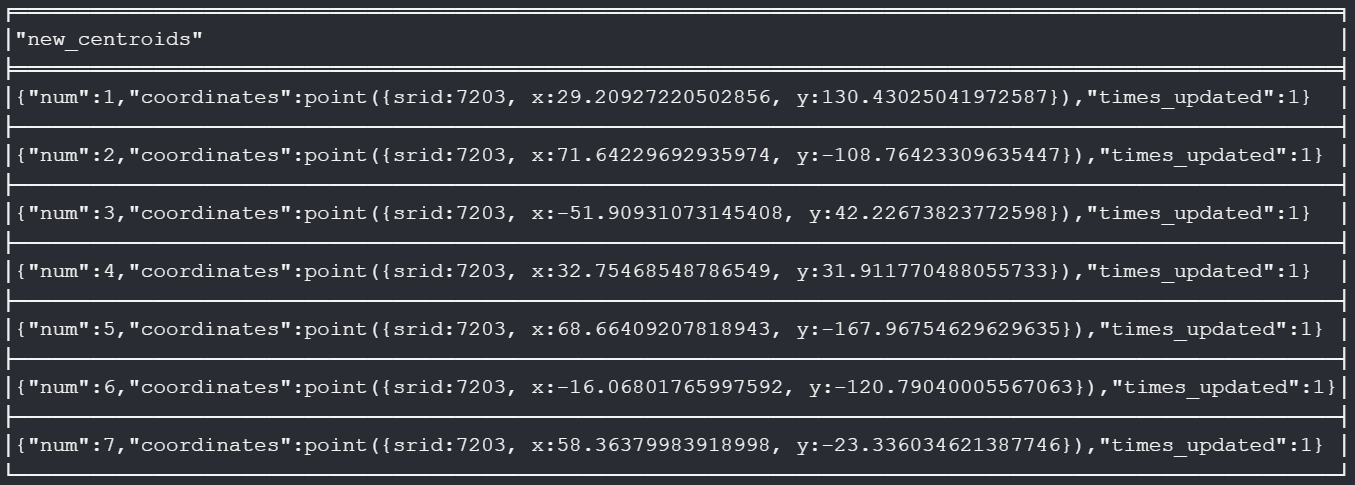 "new_centroids"
{"num":1,"coordinates":point({srid:7203, x:29.20927220502856, y:130.43025041972587}),"times_updated":1}
{"num":2,"coordinates":point({srid:7203, x:71.64229692935974, y:-108.76423309635447}),"times_updated":1}
{"num":3,"coordinates":point({srid:7203, x:-51.90931073145408, y:42.22673823772598}),"times_updated":1}
{"num":4,"coordinates":point({srid:7203, x:32.75468548786549, y:31.911770488055733}),"times_updated":1}
{"num":5,"coordinates":point({srid:7203, x:68.66409207818943, y:-167.96754629629635}),"times_updated":1}
{"num":6,"coordinates":point({srid:7203, x:-16.06801765997592, y:-120.79040005567063}),"times_updated":1}
{"num":7,"coordinates":point({srid:7203, x:58.36379983918998, y:-23.336034621387746}),"times_updated":1}